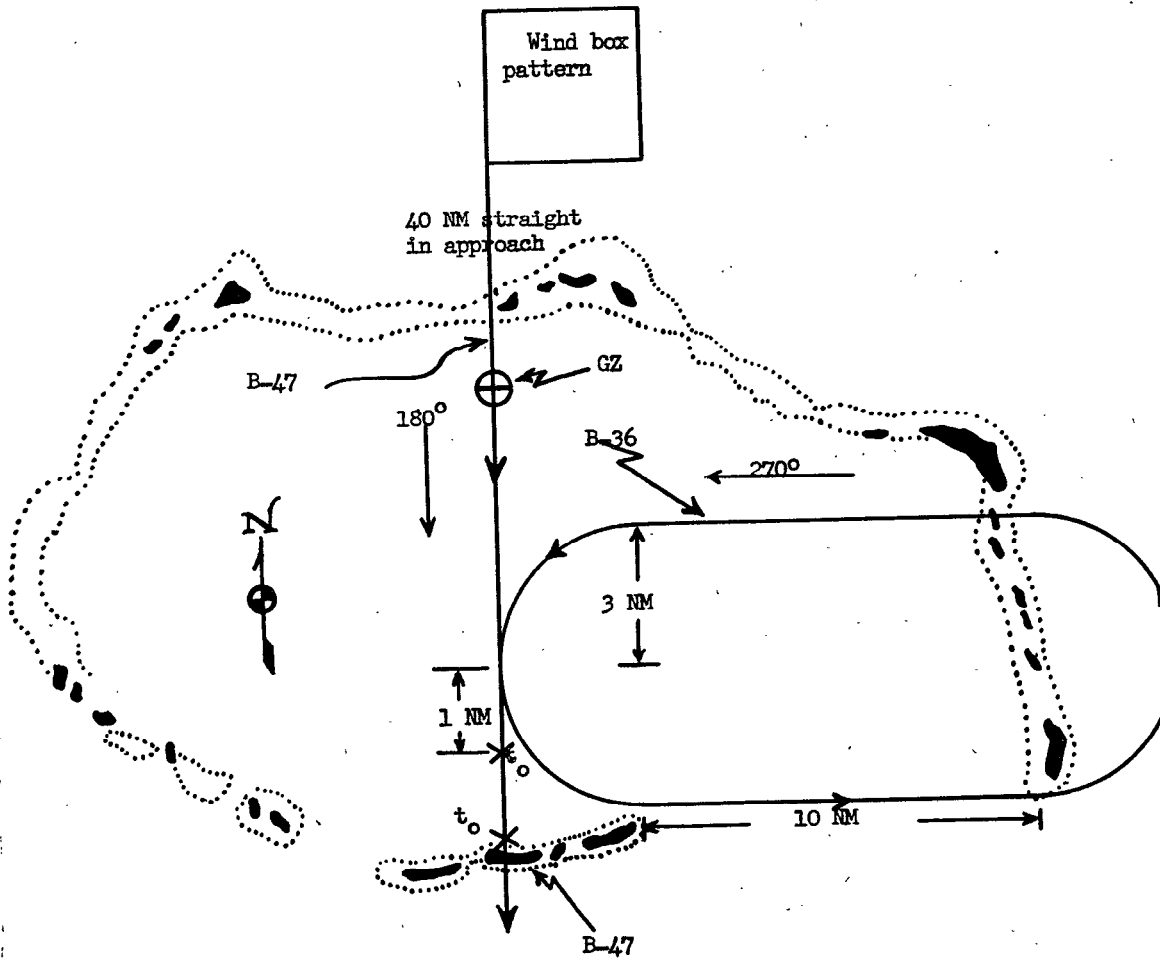 Wind box
pattern
40 NM straight
in approach
B-47
GZ
180°
B-36
270°
N
3 NM
1 NM
t₀
t₀
10 NM
B-47